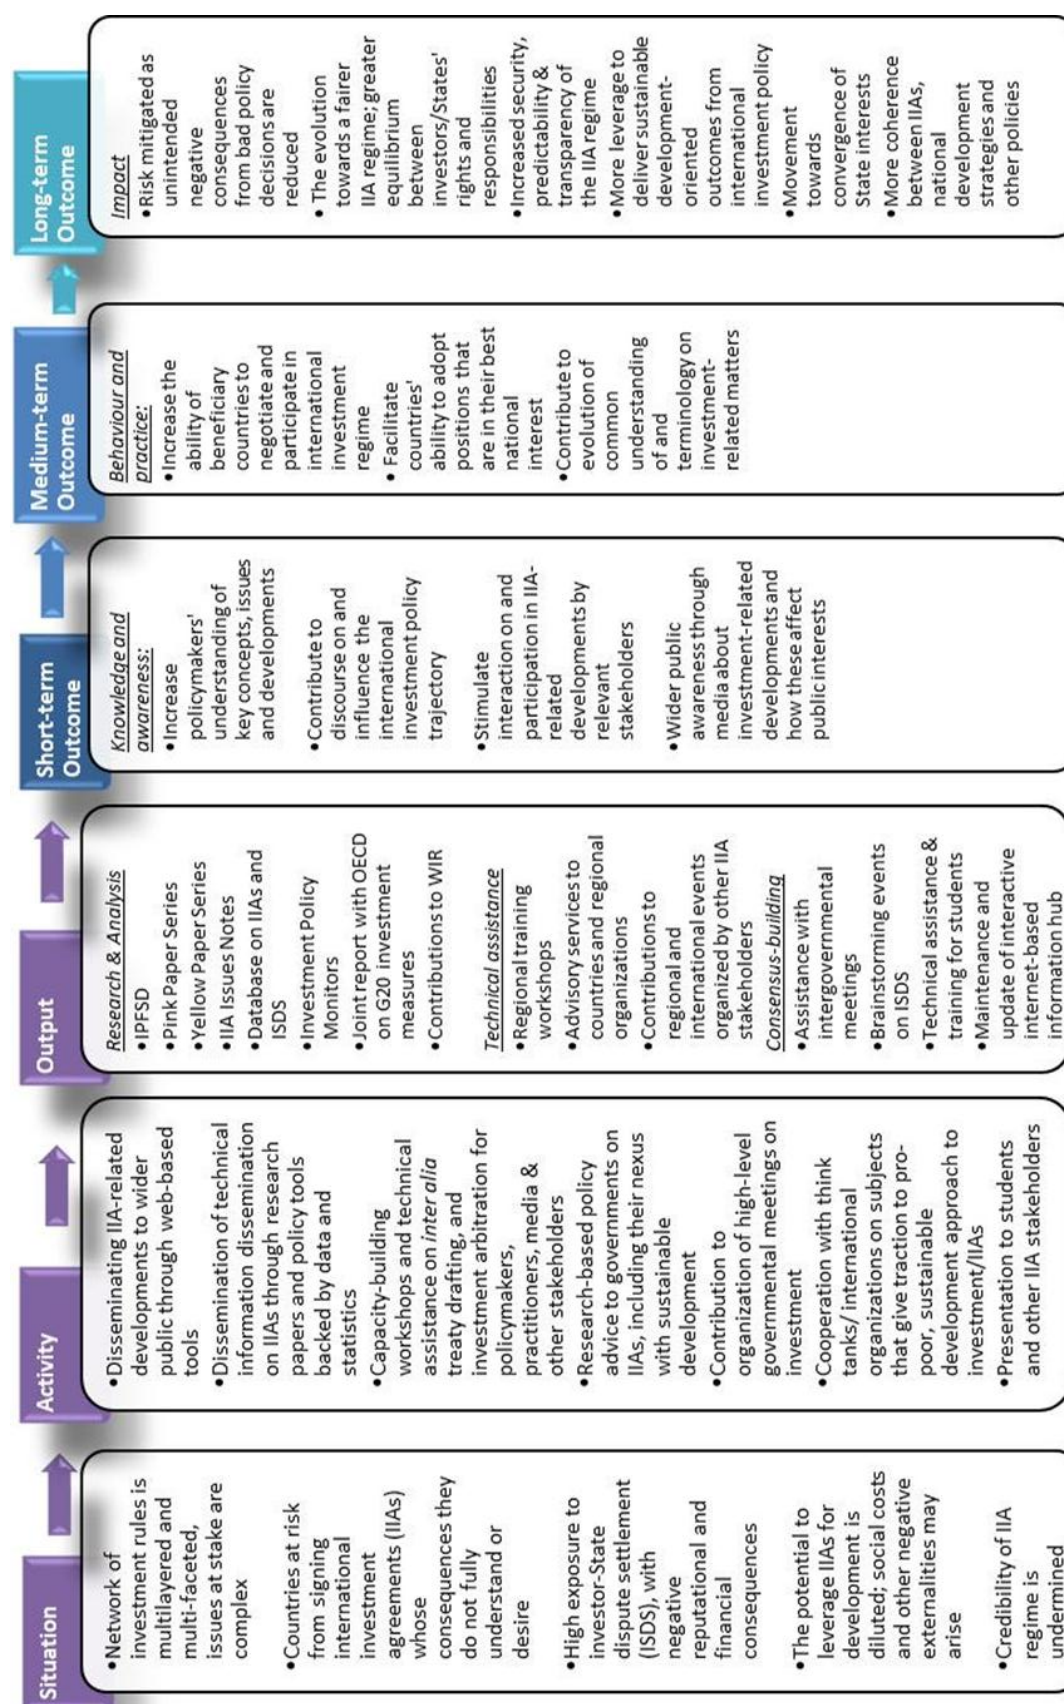 Situation
•Network of
investment rules is
multilayered and
multi-faceted,
issues at stake are
complex
•Countries at risk
from signing
international
investment
agreements (IIAs)
whose
consequences they
do not fully
understand or
desire
•High exposure to
investor-State
dispute settlement
(ISDS), with
negative
reputational and
financial
consequences
•The potential to
leverage IIAs for
development is
diluted; social costs
and other negative
externalities may
arise
•Credibility of IIA
regime is
undermined
Activity
•Disseminating IIA-related
developments to wider
public through web-based
tools
•Dissemination of technical
information dissemination
on IIAs through research
papers and policy tools
backed by data and
statistics
•Capacity-building
workshops and technical
assistance on inter alia
treaty drafting, and
investment arbitration for
policymakers,
practitioners, media &
other stakeholders
•Research-based policy
advice to governments on
IIAs, including their nexus
with sustainable
development
•Contribution to
organization of high-level
governmental meetings on
investment
•Cooperation with think
tanks/ international
organizations on subjects
that give traction to pro-
poor, sustainable
development approach to
investment/IIAs
•Presentation to students
and other IIA stakeholders
Output
Research & Analysis
•IPFSD
•Pink Paper Series
•Yellow Paper Series
•IIA Issues Notes
•Database on IIAs and
ISDS
•Investment Policy
Monitors
•Joint report with OECD
on G20 investment
measures
•Contributions to WIR
Technical assistance
•Regional training
workshops
•Advisory services to
countries and regional
organizations
•Contributions to
regional and
international events
organized by other IIA
stakeholders
Consensus-building
•Assistance with
intergovernmental
meetings
•Brainstorming events
on ISDS
•Technical assistance &
training for students
•Maintenance and
update of interactive
internet-based
information hub
Short-term
Outcome
Knowledge and
awareness:
•Increase
policymakers'
understanding of
key concepts, issues
and developments
•Contribute to
discourse on and
influence the
international
investment policy
trajectory
•Stimulate
interaction on and
participation in IIA-
related
developments by
relevant
stakeholders
•Wider public
awareness through
media about
investment-related
developments and
how these affect
public interests
Medium-term
Outcome
Behaviour and
practice:
•Increase the
ability of
beneficiary
countries to
negotiate and
participate in
international
investment
regime
• Facilitate
countries'
ability to adopt
positions that
are in their best
national
interest
•Contribute to
evolution of
common
understanding
of and
terminology on
investment-
related matters
Long-term
Outcome
Impact
•Risk mitigated as
unintended
negative
consequences
from bad policy
decisions are
reduced
• The evolution
towards a fairer
IIA regime; greater
equilibrium
between
investors/States'
rights and
responsibilities
•Increased security,
predictability &
transparency of
the IIA regime
•More leverage to
deliver sustainable
development-
oriented
outcomes from
international
investment policy
•Movement
towards
convergence of
State interests
•More coherence
between IIAs,
national
development
strategies and
other policies